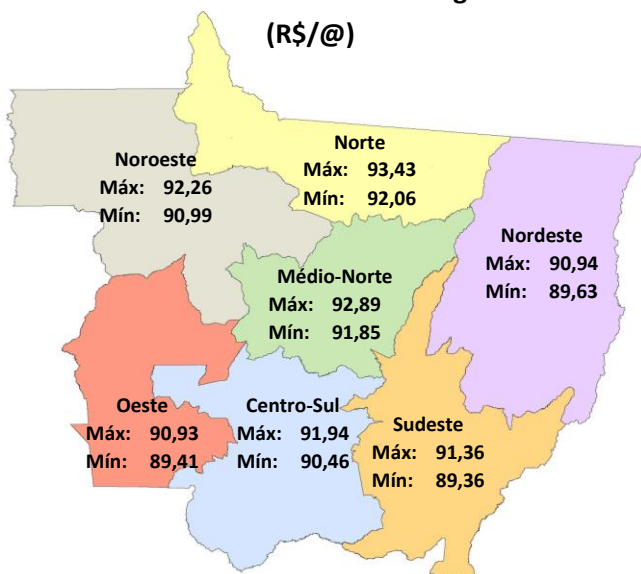 (R$/@)
Norte
Máx: 93,43
Mín: 92,06
Noroeste
Máx: 92,26
Mín: 90,99
Nordeste
Máx: 90,94
Mín: 89,63
Médio-Norte
Máx: 92,89
Mín: 91,85
Oeste
Máx: 90,93
Mín: 89,41
Centro-Sul
Máx: 91,94
Mín: 90,46
Sudeste
Máx: 91,36
Mín: 89,36